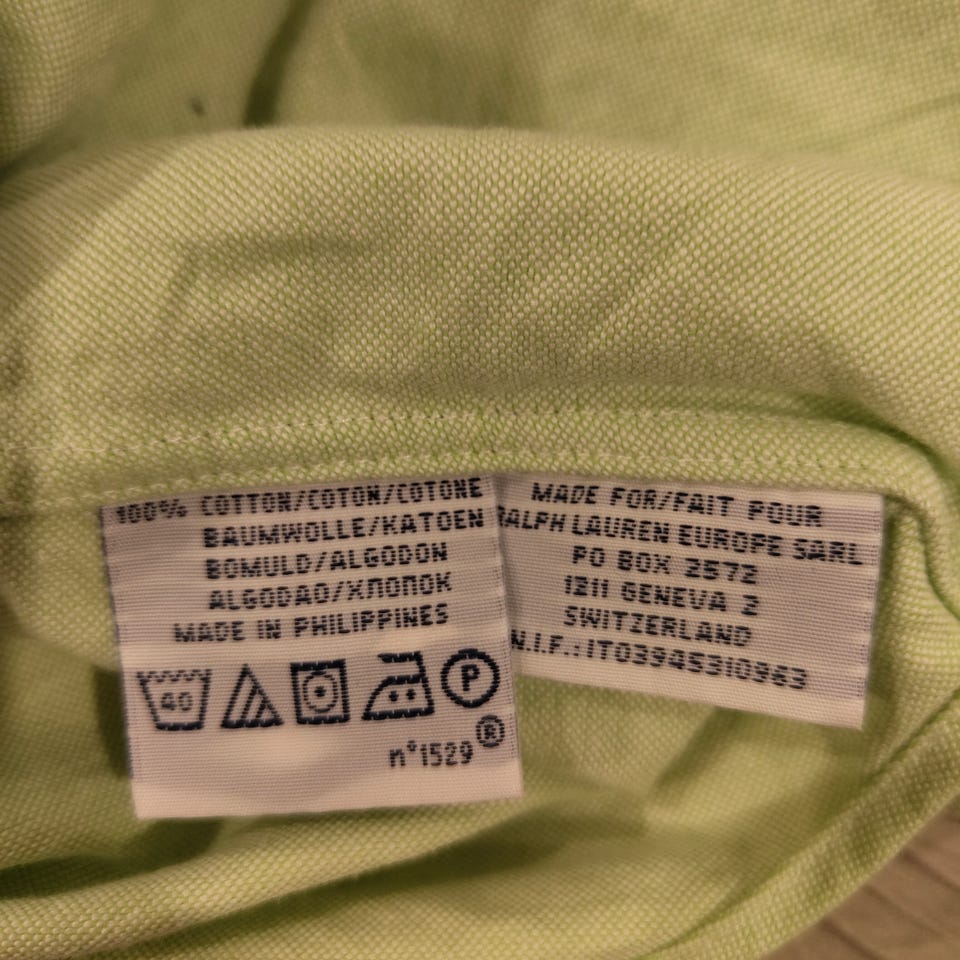 100% COTTON/COTON/COTONE
BAUMWOLLE/KATOEN
BOMULD/ALGODON
ALGODAO/ХЛОПОК
MADE IN PHILIPPINES
40
P
n°1529®
MADE FOR/FAIT POUR
RALPH LAUREN EUROPE SARL
PO BOX 2572
1211 GENEVA 2
SWITZERLAND
N.I.F.: IT03945310963